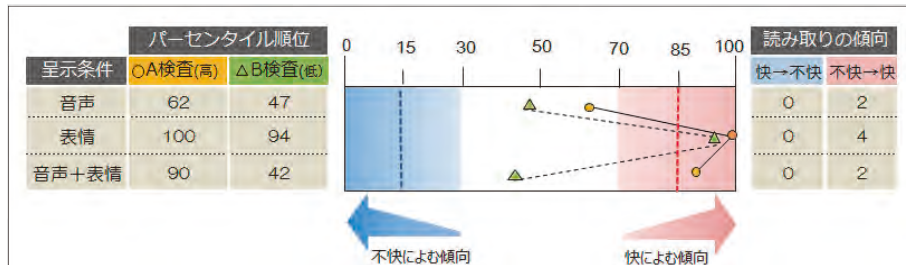 パーセンタイル順位 0 15 30 50 70 85 100 読み取りの傾向
呈示条件 ○A検査(高) △B検査(低) 快→不快 不快→快
音声 62 47 0 2
表情 100 94 0 4
音声+表情 90 42 0 2
不快によむ傾向 快によむ傾向